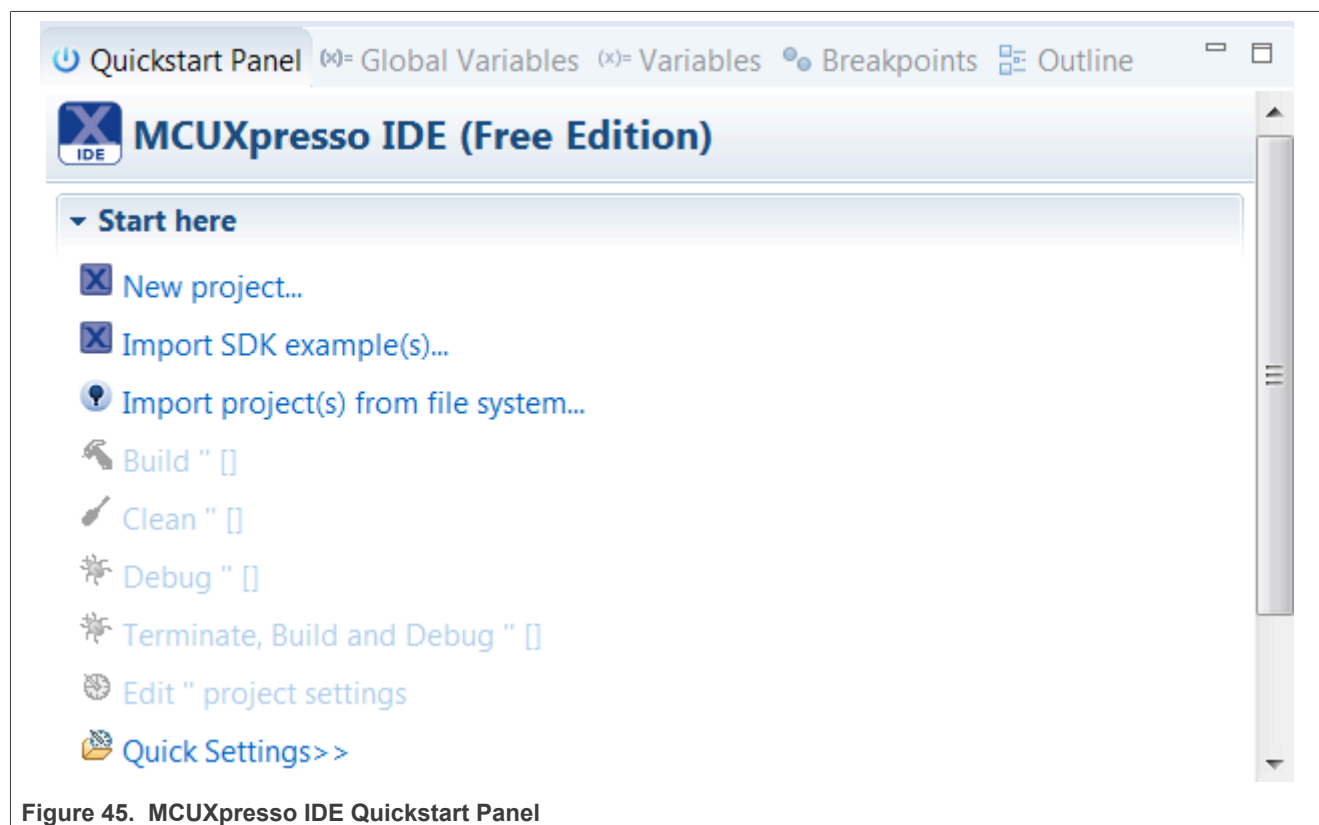 Quickstart Panel (x)= Global Variables (x)= Variables Breakpoints Outline
X IDE MCUXpresso IDE (Free Edition)
Start here
X New project...
X Import SDK example(s)...
Import project(s) from file system...
Build '' []
Clean '' []
Debug '' []
Terminate, Build and Debug '' []
Edit '' project settings
Quick Settings>>
Figure 45. MCUXpresso IDE Quickstart Panel